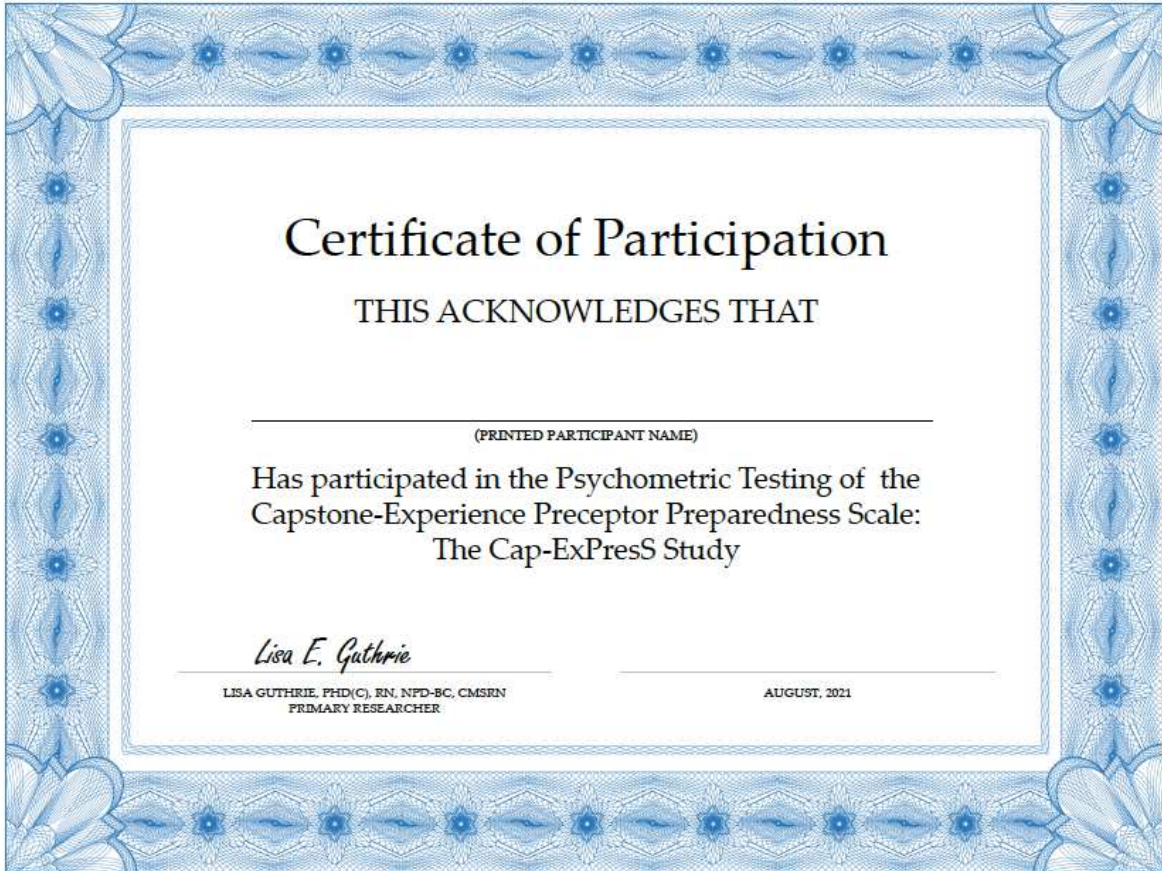 Certificate of Participation
THIS ACKNOWLEDGES THAT
(PRINTED PARTICIPANT NAME)
Has participated in the Psychometric Testing of the
Capstone-Experience Preceptor Preparedness Scale:
The Cap-ExPresS Study
Lisa E. Guthrie
LISA GUTHRIE, PHD(C), RN, NPD-BC, CMSRN
PRIMARY RESEARCHER
AUGUST, 2021